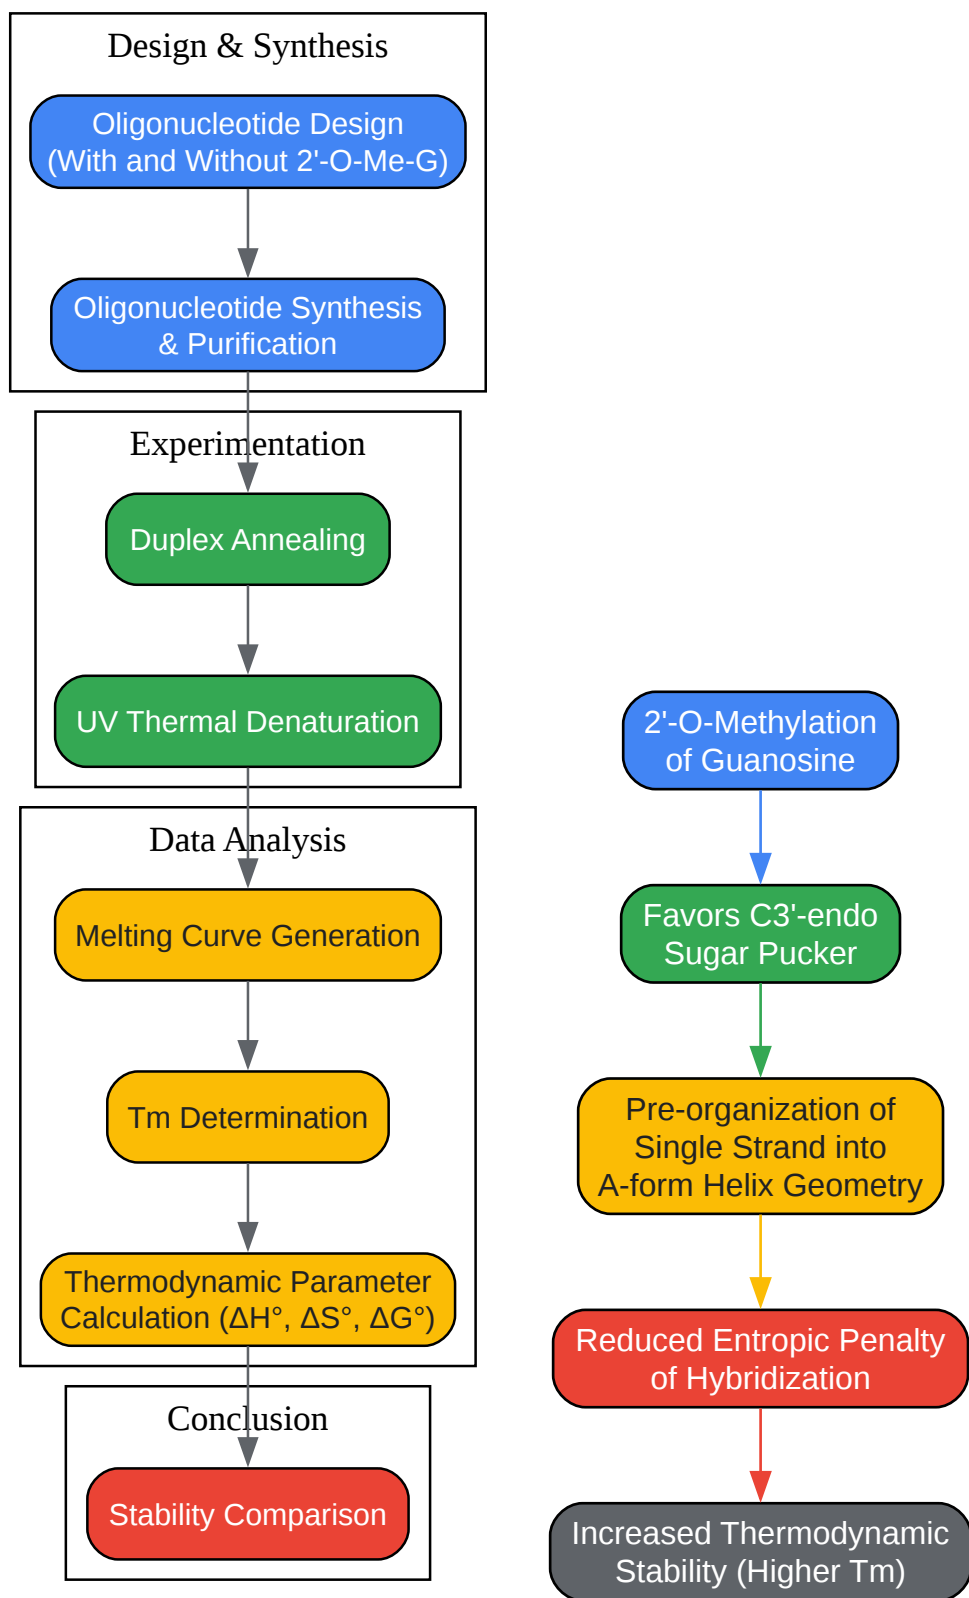 Design & Synthesis
Oligonucleotide Design
(With and Without 2'-O-Me-G)
Oligonucleotide Synthesis
& Purification
Experimentation
Duplex Annealing
UV Thermal Denaturation
Data Analysis
Melting Curve Generation
Tm Determination
Thermodynamic Parameter
Calculation (ΔH°, ΔS°, ΔG°)
Conclusion
Stability Comparison
2'-O-Methylation
of Guanosine
Favors C3'-endo
Sugar Pucker
Pre-organization of
Single Strand into
A-form Helix Geometry
Reduced Entropic Penalty
of Hybridization
Increased Thermodynamic
Stability (Higher Tm)